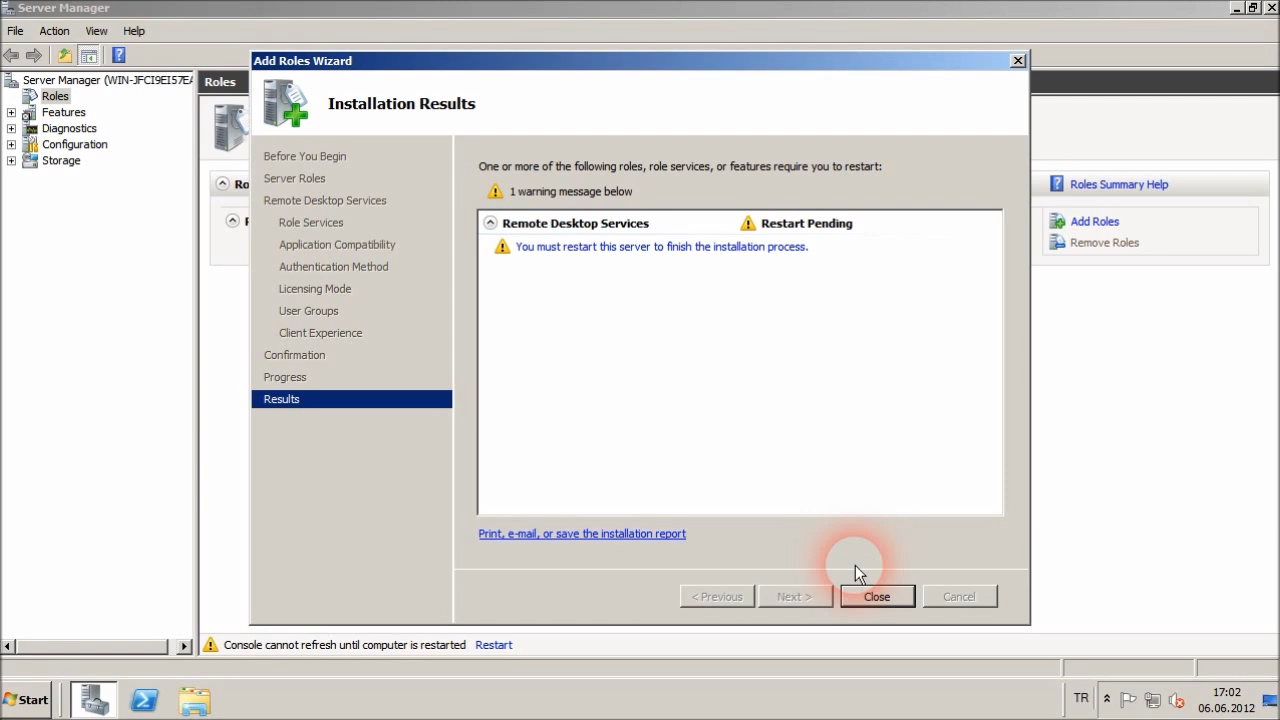 Server Manager
File Action View Help
Server Manager (WIN-JFCI9EI57EA
Roles
Features
Diagnostics
Configuration
Storage
Roles
Ro
Roles Summary Help
Add Roles
Remove Roles
Add Roles Wizard
Installation Results
Before You Begin
Server Roles
Remote Desktop Services
Role Services
Application Compatibility
Authentication Method
Licensing Mode
User Groups
Client Experience
Confirmation
Progress
Results
One or more of the following roles, role services, or features require you to restart:
1 warning message below
Remote Desktop Services Restart Pending
You must restart this server to finish the installation process.
Print, e-mail, or save the installation report
< Previous Next > Close Cancel
Console cannot refresh until computer is restarted Restart
Start
TR
17:02
06.06.2012